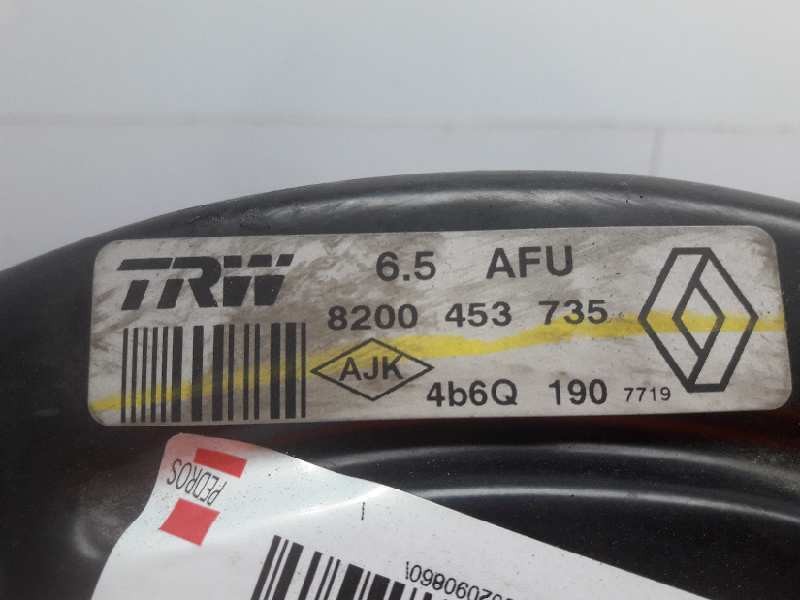 TRW 6.5 AFU
8200 453 735
AJK 4b6Q 190 7719
PEDROS